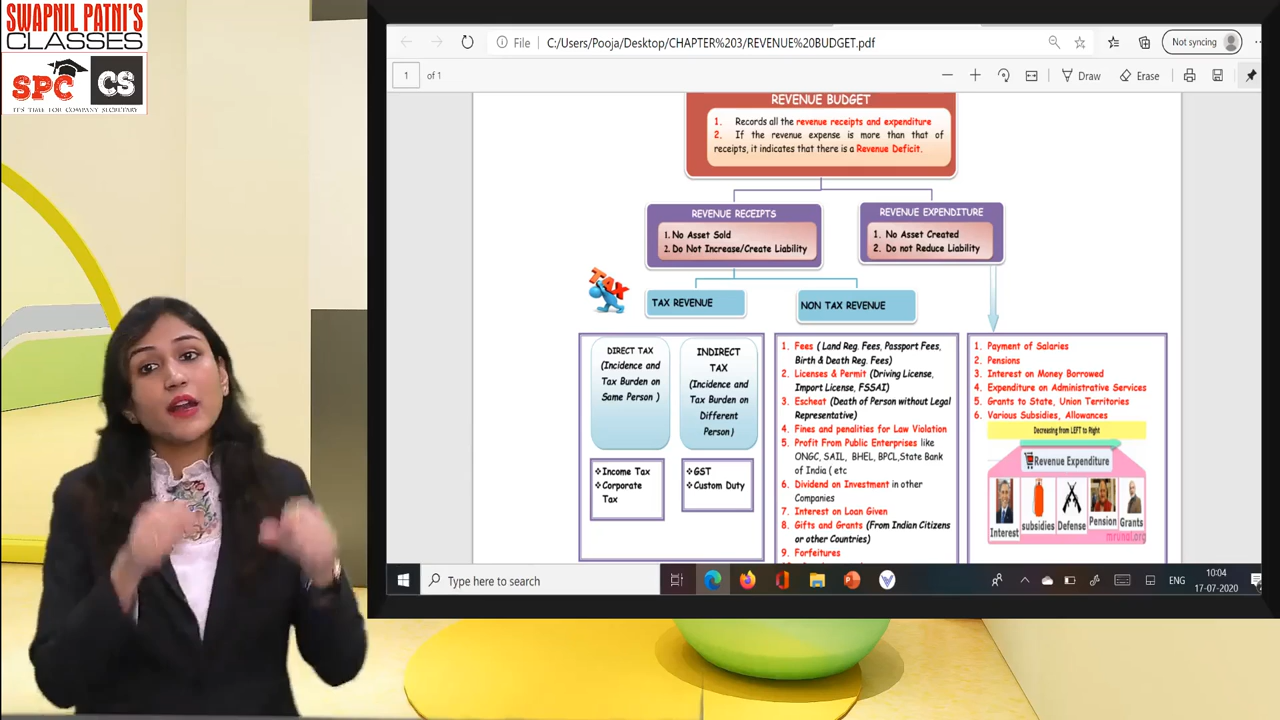 SWAPNIL PATNI'S
CLASSES
SPC CS
IT'S TIME FOR COMPANY SECRETARY
File C:/Users/Pooja/Desktop/CHAPTER%203/REVENUE%20BUDGET.pdf
Not syncing
1 of 1
Draw
Erase
REVENUE BUDGET
1. Records all the revenue receipts and expenditure
2. If the revenue expense is more than that of
receipts, it indicates that there is a Revenue Deficit.
REVENUE RECEIPTS
1. No Asset Sold
2. Do Not Increase/Create Liability
REVENUE EXPENDITURE
1. No Asset Created
2. Do not Reduce Liability
TAX
TAX REVENUE
NON TAX REVENUE
DIRECT TAX
(Incidence and
Tax Burden on
Same Person )
INDIRECT
TAX
(Incidence and
Tax Burden on
Different
Person)
❖ Income Tax
❖ Corporate
Tax
❖ GST
❖ Custom Duty
1. Fees ( Land Reg. Fees, Passport Fees,
Birth & Death Reg. Fees)
2. Licenses & Permit (Driving License,
Import License, FSSAI)
3. Escheat (Death of Person without Legal
Representative)
4. Fines and penalities for Law Violation
5. Profit From Public Enterprises like
ONGC, SAIL, BHEL, BPCL,State Bank
of India ( etc
6. Dividend on Investment in other
Companies
7. Interest on Loan Given
8. Gifts and Grants (From Indian Citizens
or other Countries)
9. Forfeitures
1. Payment of Salaries
2. Pensions
3. Interest on Money Borrowed
4. Expenditure on Administrative Services
5. Grants to State, Union Territories
6. Various Subsidies, Allowances
Decreasing from LEFT to Right
Revenue Expenditure
Interest subsidies Defense Pension Grants
mrunal.org
Type here to search
ENG
10:04
17-07-2020